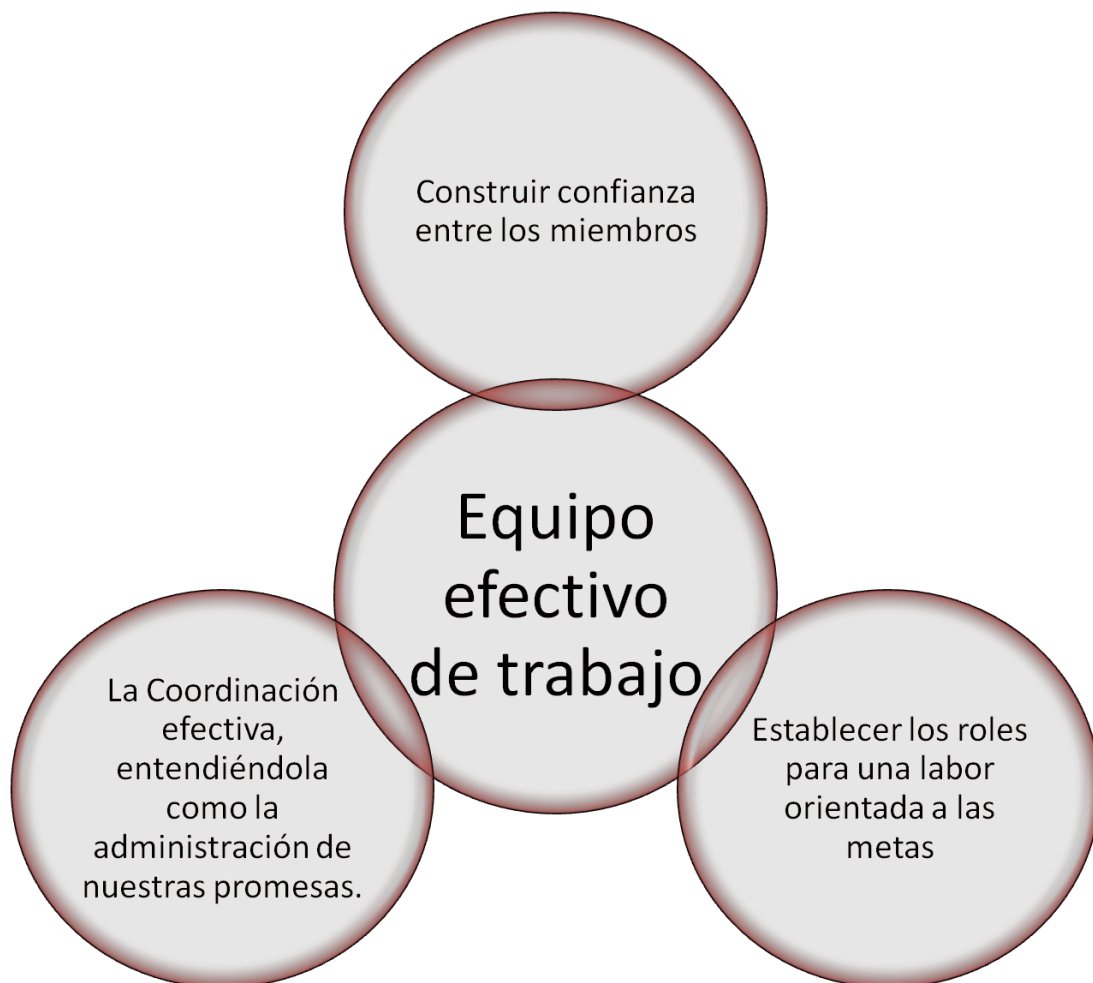 Construir confianza
entre los miembros
Equipo
efectivo
de trabajo
La Coordinación
efectiva,
entendiéndola
como la
administración de
nuestras promesas.
Establecer los roles
para una labor
orientada a las
metas